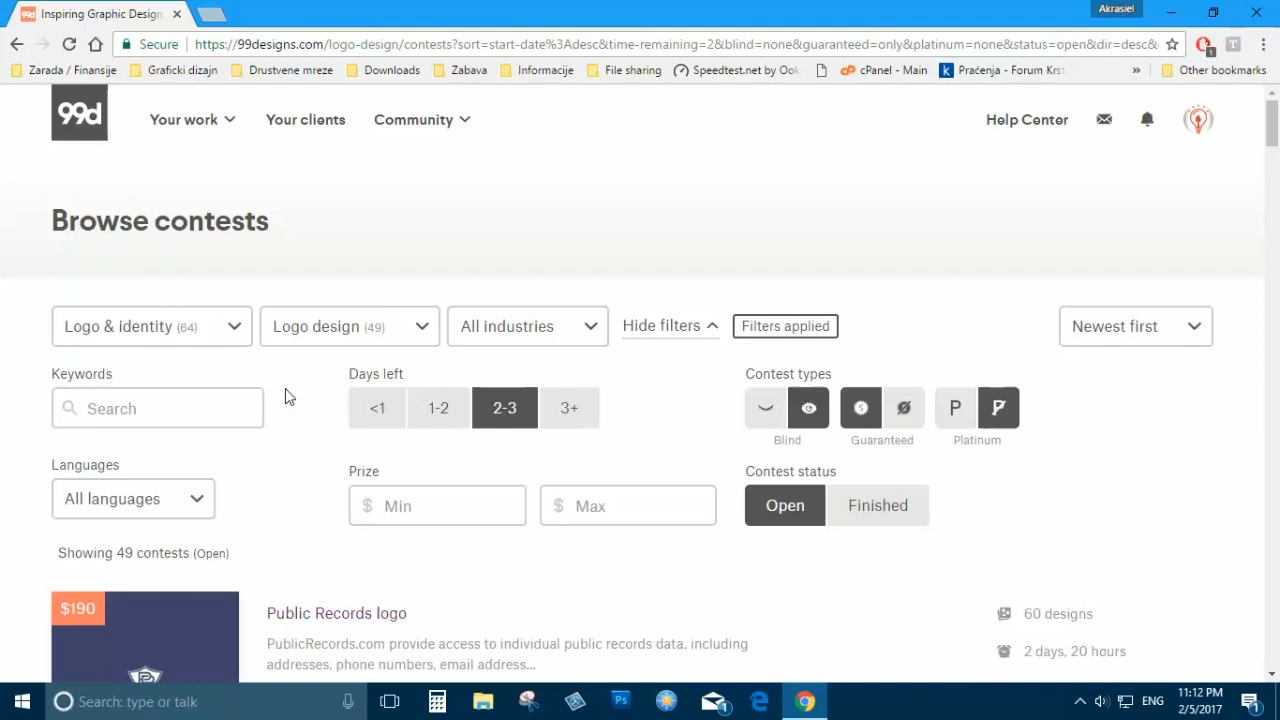 Inspiring Graphic Design
Akrasiel
Secure
https://99designs.com/logo-design/contests?sort=start-date%3Adesc&time-remaining=2&blind=none&guaranteed=only&platinum=none&status=open&dir=desc&
1
Zarada / Finansije
Graficki dizajn
Drustvene mreze
Downloads
Zabava
Informacije
File sharing
Speedtest.net by Ook
cPanel - Main
Praćenja - Forum Krst
»
Other bookmarks
99d
Your work
Your clients
Community
Help Center
Browse contests
Logo & identity (64)
Logo design (49)
All industries
Hide filters
Filters applied
Newest first
Keywords
Days left
Contest types
Search
<1
1-2
2-3
3+
Blind
Guaranteed
Platinum
Languages
Prize
Contest status
All languages
$ Min
$ Max
Open
Finished
Showing 49 contests (Open)
$190
Public Records logo
60 designs
PublicRecords.com provide access to individual public records data, including
addresses, phone numbers, email address...
2 days, 20 hours
Search: type or talk
ENG
11:12 PM
2/5/2017